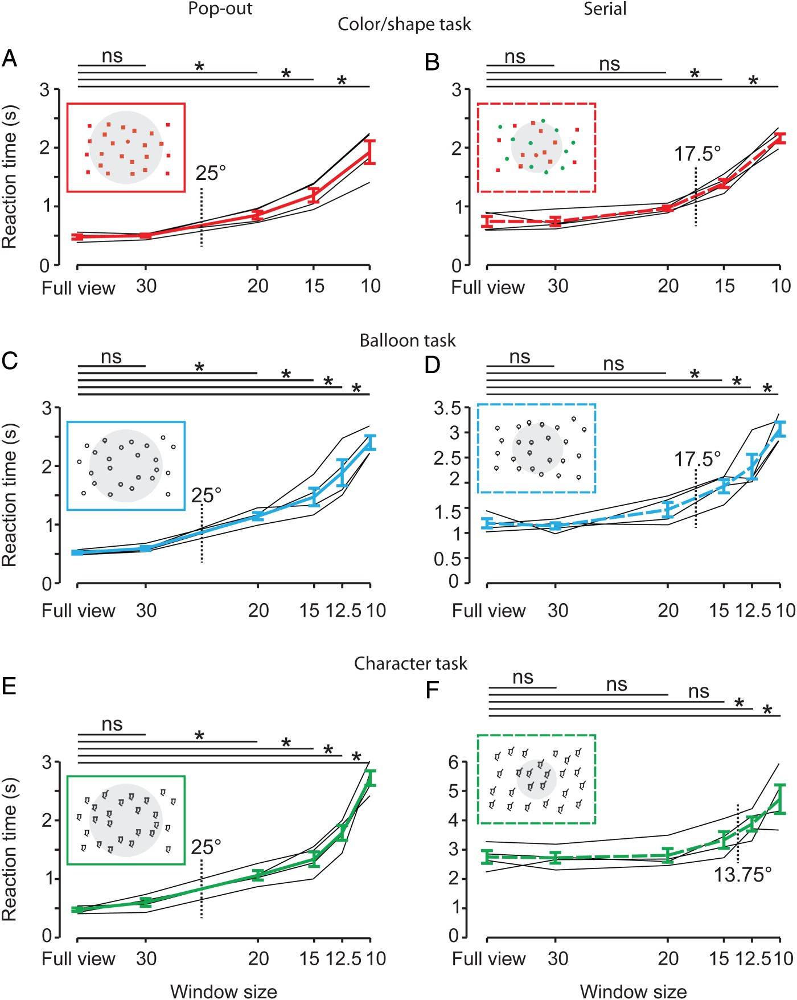 Pop-out Serial
Color/shape task
A ns * * *
B ns ns * *
Reaction time (s)
3
2
1
0
25°
Full view 30 20 15 10
3
2
1
0
17.5°
Full view 30 20 15 10
Balloon task
C ns * * * *
D ns ns * * *
Reaction time (s)
3
2
1
0
25°
Full view 30 20 15 12.5 10
3.5
3
2.5
2
1.5
1
0.5
0
17.5°
Full view 30 20 15 12.5 10
Character task
E ns * * * *
F ns ns ns * *
Reaction time (s)
3
2
1
0
25°
Full view 30 20 15 12.5 10
6
5
4
3
2
1
0
13.75°
Full view 30 20 15 12.5 10
Window size Window size